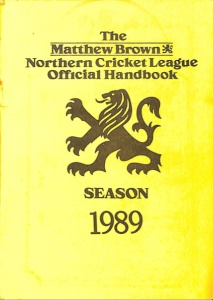 The
Matthew Brown
Northern Cricket League
Official Handbook
SEASON
1989